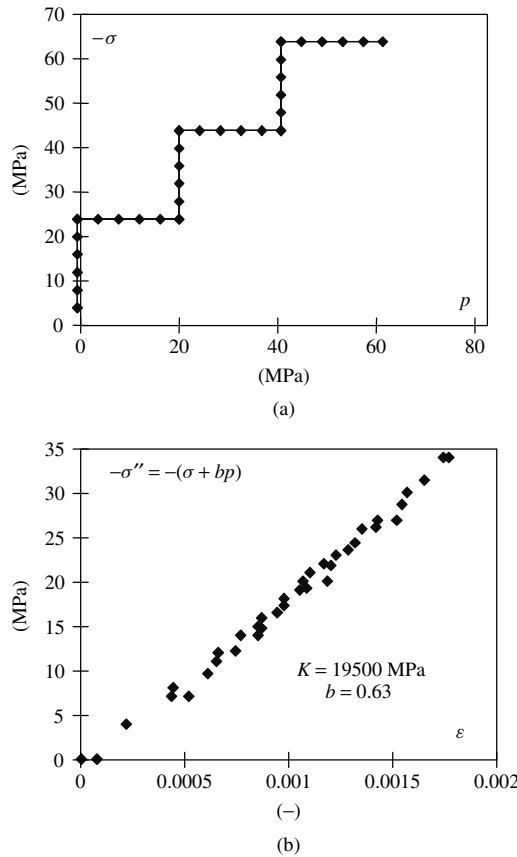 70
−σ
60
50
40
(MPa)
30
20
10
p
0
0 20 40 60 80
(MPa)
(a)
35
−σ″ = −(σ + bp)
30
25
20
(MPa)
15
10
K = 19500 MPa
b = 0.63
5
ε
0
0 0.0005 0.001 0.0015 0.002
(-)
(b)